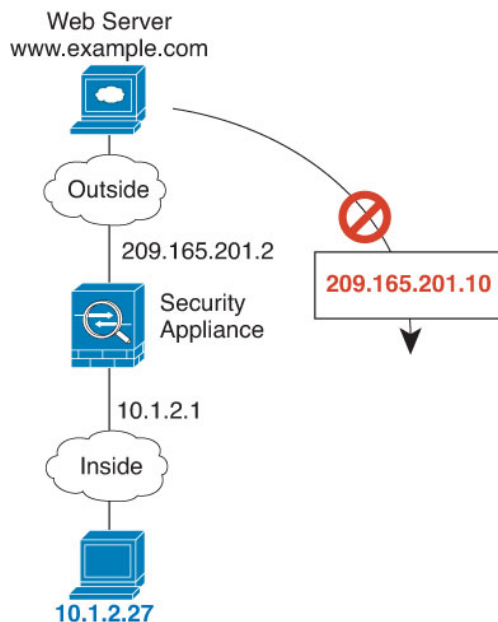 Web Server
www.example.com
Outside
209.165.201.2
209.165.201.10
Security
Appliance
10.1.2.1
Inside
10.1.2.27